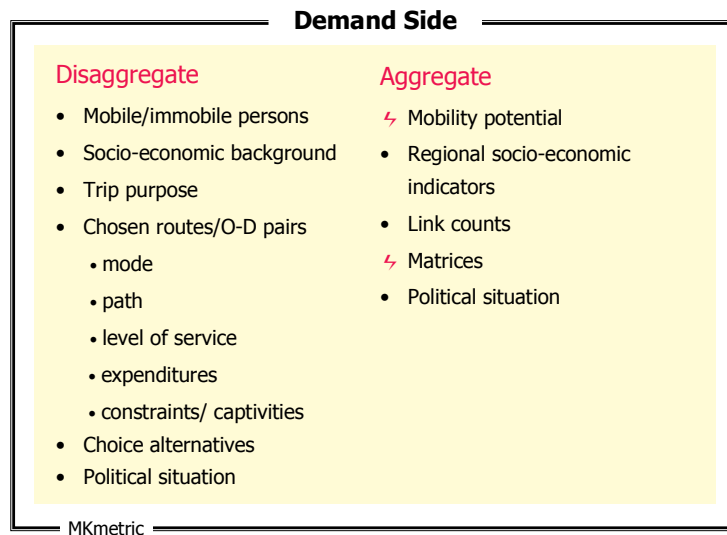 Demand Side
Disaggregate
• Mobile/immobile persons
• Socio-economic background
• Trip purpose
• Chosen routes/O-D pairs
• mode
• path
• level of service
• expenditures
• constraints/ captivities
• Choice alternatives
• Political situation
Aggregate
ϟ Mobility potential
• Regional socio-economic
indicators
• Link counts
ϟ Matrices
• Political situation
MKmetric